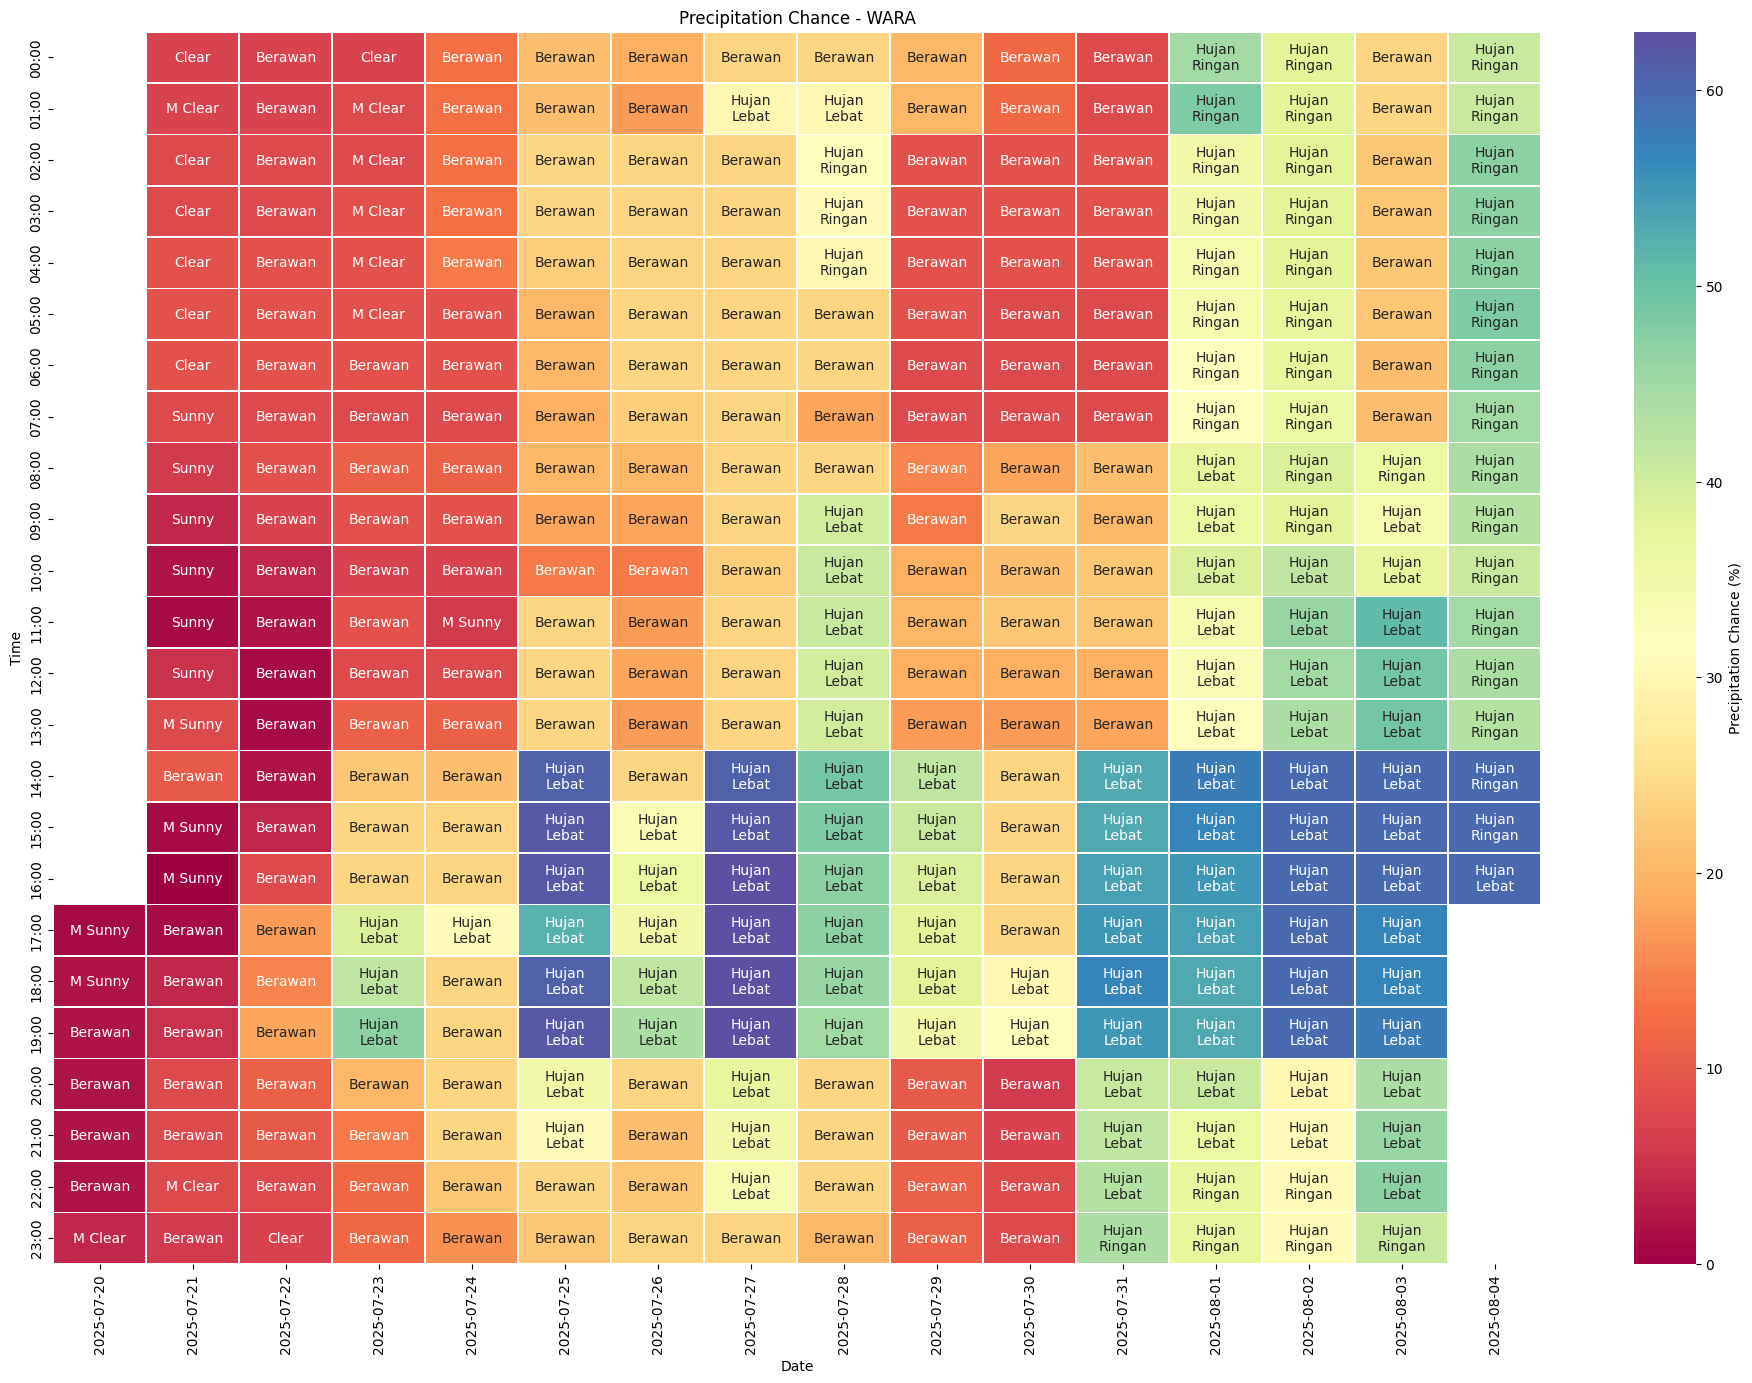 Precipitation Chance - WARA
00:00 Clear Berawan Clear Berawan Berawan Berawan Berawan Berawan Berawan Berawan Berawan Hujan Ringan Hujan Ringan Berawan Hujan Ringan
01:00 M Clear Berawan M Clear Berawan Berawan Berawan Hujan Lebat Hujan Lebat Berawan Berawan Berawan Hujan Ringan Hujan Ringan Berawan Hujan Ringan
02:00 Clear Berawan M Clear Berawan Berawan Berawan Berawan Hujan Ringan Berawan Berawan Berawan Hujan Ringan Hujan Ringan Berawan Hujan Ringan
03:00 Clear Berawan M Clear Berawan Berawan Berawan Berawan Hujan Ringan Berawan Berawan Berawan Hujan Ringan Hujan Ringan Berawan Hujan Ringan
04:00 Clear Berawan M Clear Berawan Berawan Berawan Berawan Hujan Ringan Berawan Berawan Berawan Hujan Ringan Hujan Ringan Berawan Hujan Ringan
05:00 Clear Berawan M Clear Berawan Berawan Berawan Berawan Berawan Berawan Berawan Berawan Hujan Ringan Hujan Ringan Berawan Hujan Ringan
06:00 Clear Berawan Berawan Berawan Berawan Berawan Berawan Berawan Berawan Berawan Berawan Hujan Ringan Hujan Ringan Berawan Hujan Ringan
07:00 Sunny Berawan Berawan Berawan Berawan Berawan Berawan Berawan Berawan Berawan Berawan Hujan Ringan Hujan Ringan Berawan Hujan Ringan
08:00 Sunny Berawan Berawan Berawan Berawan Berawan Berawan Berawan Berawan Berawan Berawan Hujan Lebat Hujan Ringan Hujan Ringan Hujan Ringan
09:00 Sunny Berawan Berawan Berawan Berawan Berawan Berawan Hujan Lebat Berawan Berawan Berawan Hujan Lebat Hujan Ringan Hujan Lebat Hujan Ringan
10:00 Sunny Berawan Berawan Berawan Berawan Berawan Berawan Hujan Lebat Berawan Berawan Berawan Hujan Lebat Hujan Lebat Hujan Lebat Hujan Ringan
11:00 Sunny Berawan Berawan M Sunny Berawan Berawan Berawan Hujan Lebat Berawan Berawan Berawan Hujan Lebat Hujan Lebat Hujan Lebat Hujan Ringan
12:00 Sunny Berawan Berawan Berawan Berawan Berawan Berawan Hujan Lebat Berawan Berawan Berawan Hujan Lebat Hujan Lebat Hujan Lebat Hujan Ringan
13:00 M Sunny Berawan Berawan Berawan Berawan Berawan Berawan Hujan Lebat Berawan Berawan Berawan Hujan Lebat Hujan Lebat Hujan Lebat Hujan Ringan
14:00 Berawan Berawan Berawan Berawan Hujan Lebat Berawan Hujan Lebat Hujan Lebat Hujan Lebat Berawan Hujan Lebat Hujan Lebat Hujan Lebat Hujan Lebat Hujan Ringan
15:00 M Sunny Berawan Berawan Berawan Hujan Lebat Hujan Lebat Hujan Lebat Hujan Lebat Hujan Lebat Berawan Hujan Lebat Hujan Lebat Hujan Lebat Hujan Lebat Hujan Ringan
16:00 M Sunny Berawan Berawan Berawan Hujan Lebat Hujan Lebat Hujan Lebat Hujan Lebat Hujan Lebat Berawan Hujan Lebat Hujan Lebat Hujan Lebat Hujan Lebat Hujan Lebat
17:00 M Sunny Berawan Berawan Hujan Lebat Hujan Lebat Hujan Lebat Hujan Lebat Hujan Lebat Hujan Lebat Hujan Lebat Berawan Hujan Lebat Hujan Lebat Hujan Lebat Hujan Lebat
18:00 M Sunny Berawan Berawan Hujan Lebat Berawan Hujan Lebat Hujan Lebat Hujan Lebat Hujan Lebat Hujan Lebat Hujan Lebat Hujan Lebat Hujan Lebat Hujan Lebat Hujan Lebat
19:00 Berawan Berawan Berawan Hujan Lebat Berawan Hujan Lebat Hujan Lebat Hujan Lebat Hujan Lebat Hujan Lebat Hujan Lebat Hujan Lebat Hujan Lebat Hujan Lebat Hujan Lebat
20:00 Berawan Berawan Berawan Berawan Berawan Hujan Lebat Berawan Hujan Lebat Berawan Berawan Berawan Hujan Lebat Hujan Lebat Hujan Lebat Hujan Lebat
21:00 Berawan Berawan Berawan Berawan Berawan Hujan Lebat Berawan Hujan Lebat Berawan Berawan Berawan Hujan Lebat Hujan Lebat Hujan Lebat Hujan Lebat
22:00 Berawan M Clear Berawan Berawan Berawan Berawan Berawan Hujan Lebat Berawan Berawan Berawan Hujan Lebat Hujan Ringan Hujan Ringan Hujan Lebat
23:00 M Clear Berawan Clear Berawan Berawan Berawan Berawan Berawan Berawan Berawan Berawan Hujan Ringan Hujan Ringan Hujan Ringan Hujan Ringan
Time
2025-07-20 2025-07-21 2025-07-22 2025-07-23 2025-07-24 2025-07-25 2025-07-26 2025-07-27 2025-07-28 2025-07-29 2025-07-30 2025-07-31 2025-08-01 2025-08-02 2025-08-03 2025-08-04
Date
60
50
40
30
20
10
0
Precipitation Chance (%)